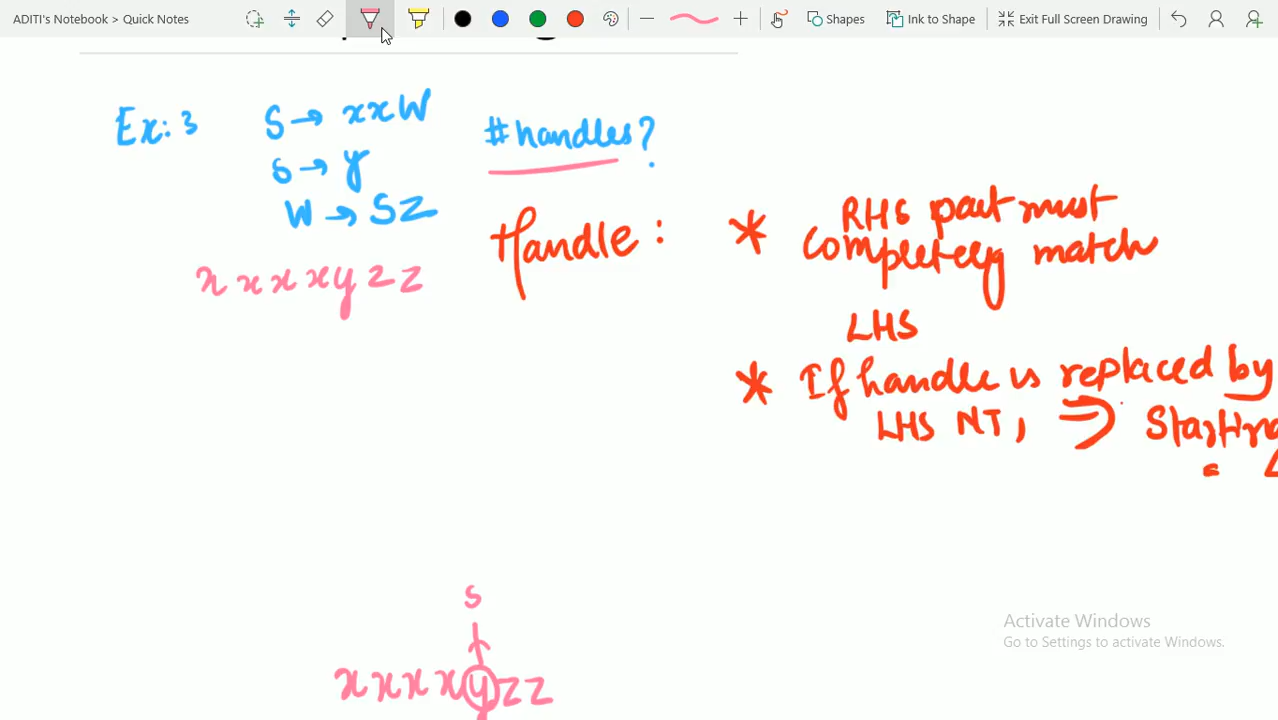 ADITI's Notebook > Quick Notes
Shapes
Ink to Shape
Exit Full Screen Drawing
Ex: 3
S → xxW
S → y
W → SZ
#handles?
xxxxyzz
Handle :
* RHS part must
completely match
LHS
* If handle is replaced by
LHS NT, ⇒ Starting
S
xxxxyzz
Activate Windows
Go to Settings to activate Windows.